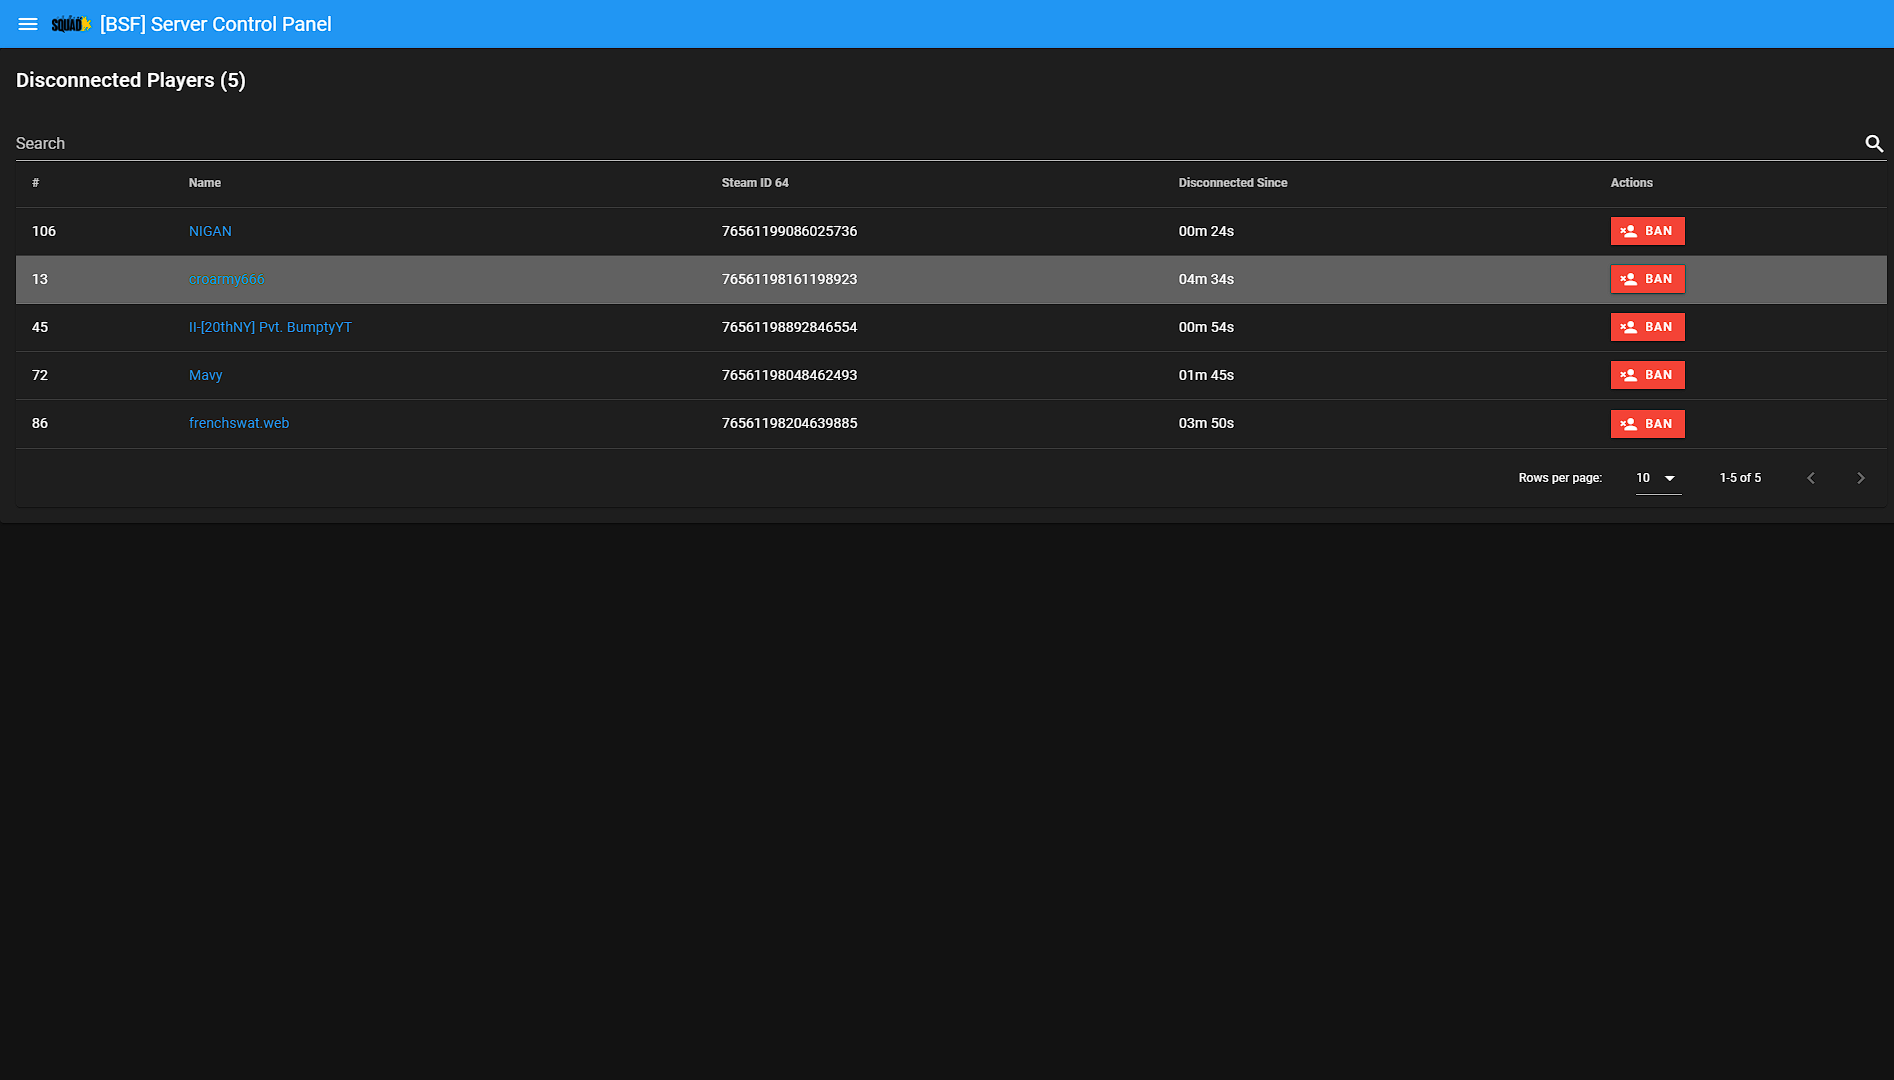 SQUAD [BSF] Server Control Panel
Disconnected Players (5)
Search
# Name Steam ID 64 Disconnected Since Actions
106 NIGAN 76561199086025736 00m 24s BAN
13 croarmy666 76561198161198923 04m 34s BAN
45 II-[20thNY] Pvt. BumptyYT 76561198892846554 00m 54s BAN
72 Mavy 76561198048462493 01m 45s BAN
86 frenchswat.web 76561198204639885 03m 50s BAN
Rows per page: 10 1-5 of 5